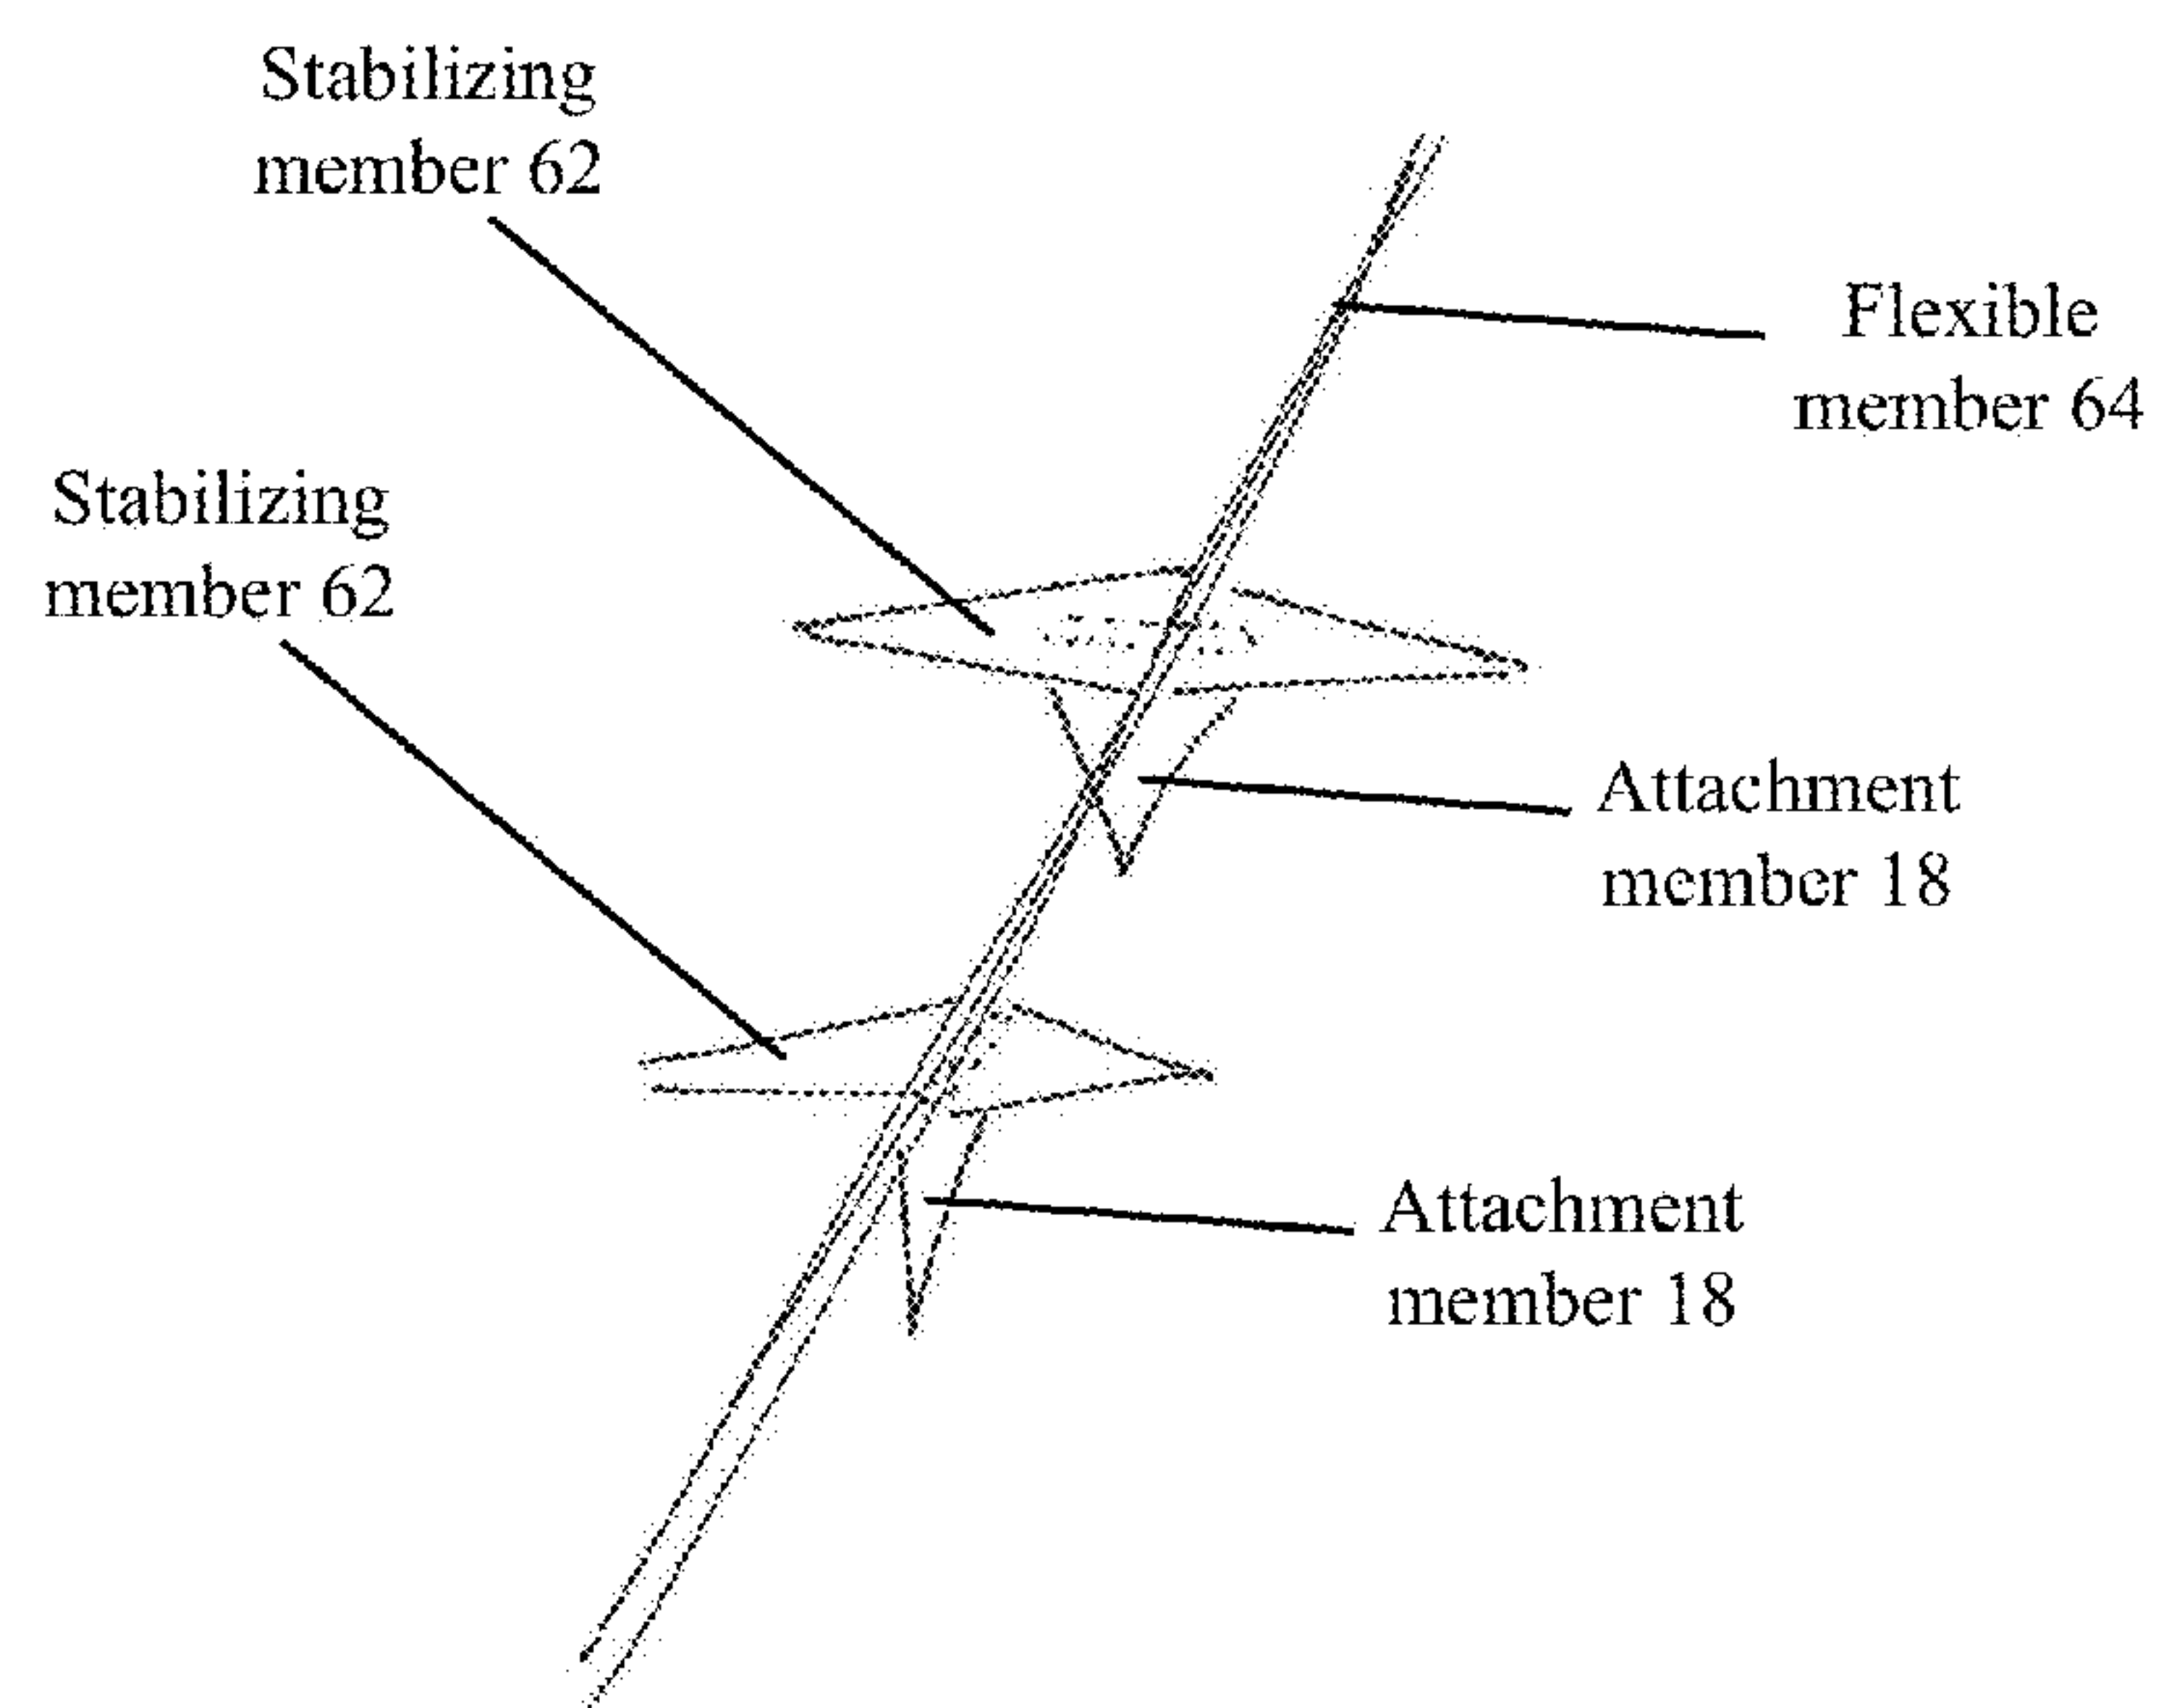 Stabilizing
member 62
Flexible
member 64
Stabilizing
member 62
Attachment
member 18
Attachment
member 18